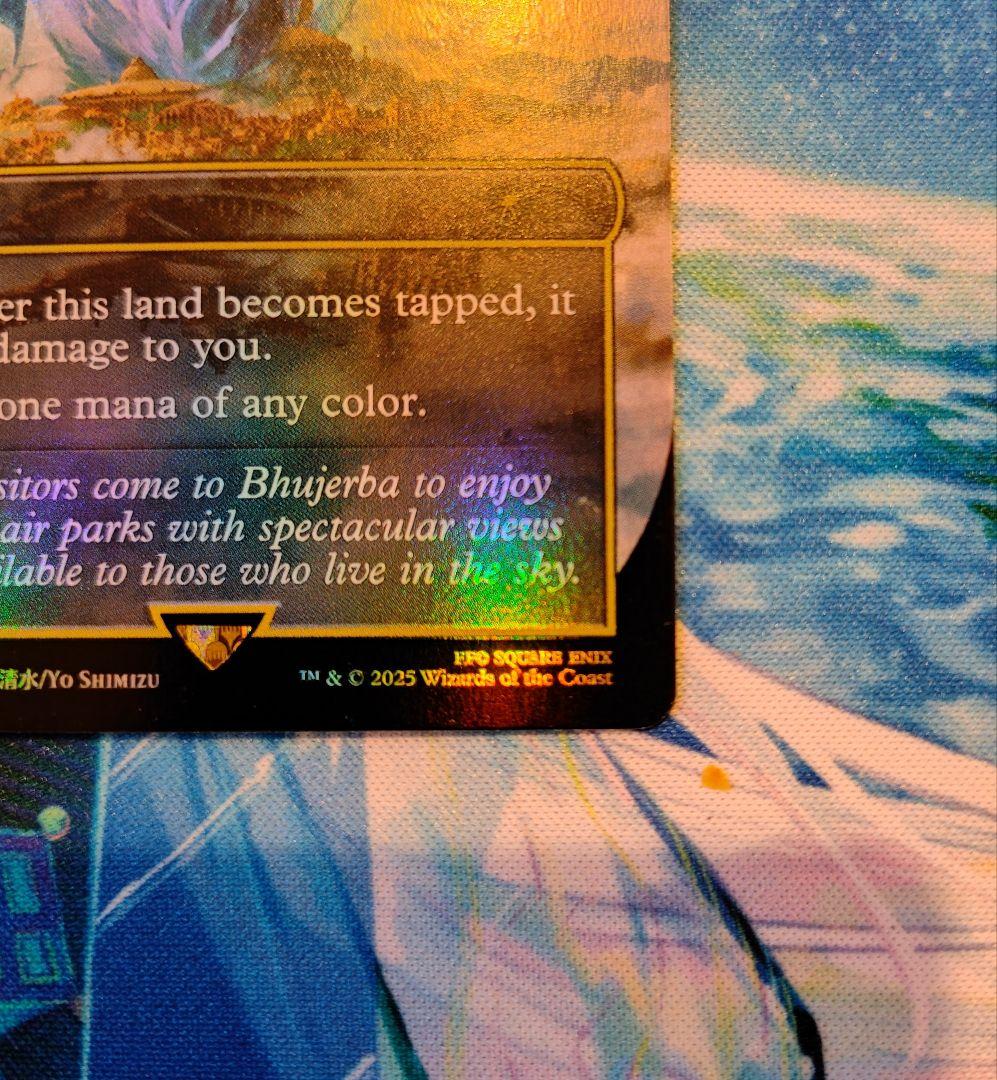 er this land becomes tapped, it
damage to you.
one mana of any color.
sitors come to Bhujerba to enjoy
air parks with spectacular views
ilable to those who live in the sky.
清水/Yo Shimizu
FFO SQUARE ENIX
™ & © 2025 Wizards of the Coast